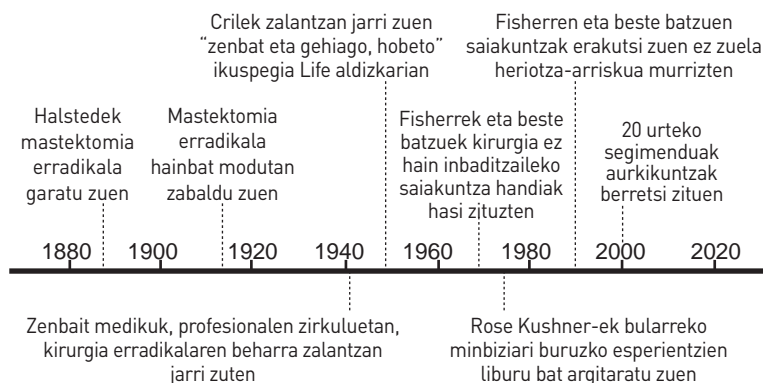 Crilek zalantzan jarri zuen
“zenbat eta gehiago, hobeto”
ikuspegia Life aldizkarian
Fisherren eta beste batzuen
saiakuntzak erakutsi zuen ez zuela
heriotza-arriskua murrizten
Halstedek
mastektomia
erradikala
garatu zuen
Mastektomia
erradikala
hainbat modutan
zabaldu zuen
Fisherrek eta beste
batzuek kirurgia ez
hain inbaditzaileko
saiakuntza handiak
hasi zituzten
20 urteko
segimenduak
aurkikuntzak
berretsi zituen
1880 1900 1920 1940 1960 1980 2000 2020
Zenbait medikuk, profesionalen zirkuluetan,
kirurgia erradikalaren beharra zalantzan
jarri zuten
Rose Kushner-ek bularreko
minbiziari buruzko esperientzien
liburu bat argitaratu zuen